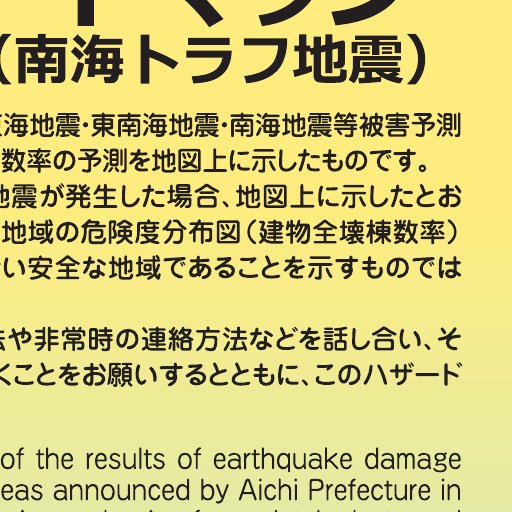 (南海トラフ地震)
海地震・東南海地震・南海地震等被害予測
数率の予測を地図上に示したものです。
地震が発生した場合、地図上に示したとお
地域の危険度分布図（建物全壊棟数率）
い安全な地域であることを示すものでは
や非常時の連絡方法などを話し合い、そ
くことをお願いするとともに、このハザード
of the results of earthquake damage
eas announced by Aichi Prefecture in